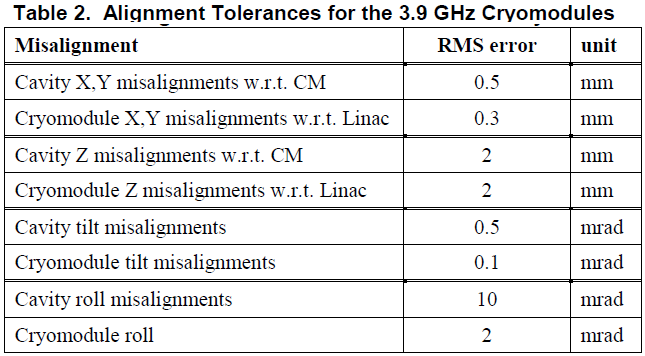 Table 2. Alignment Tolerances for the 3.9 GHz Cryomodules
Misalignment RMS error unit
Cavity X,Y misalignments w.r.t. CM 0.5 mm
Cryomodule X,Y misalignments w.r.t. Linac 0.3 mm
Cavity Z misalignments w.r.t. CM 2 mm
Cryomodule Z misalignments w.r.t. Linac 2 mm
Cavity tilt misalignments 0.5 mrad
Cryomodule tilt misalignments 0.1 mrad
Cavity roll misalignments 10 mrad
Cryomodule roll 2 mrad